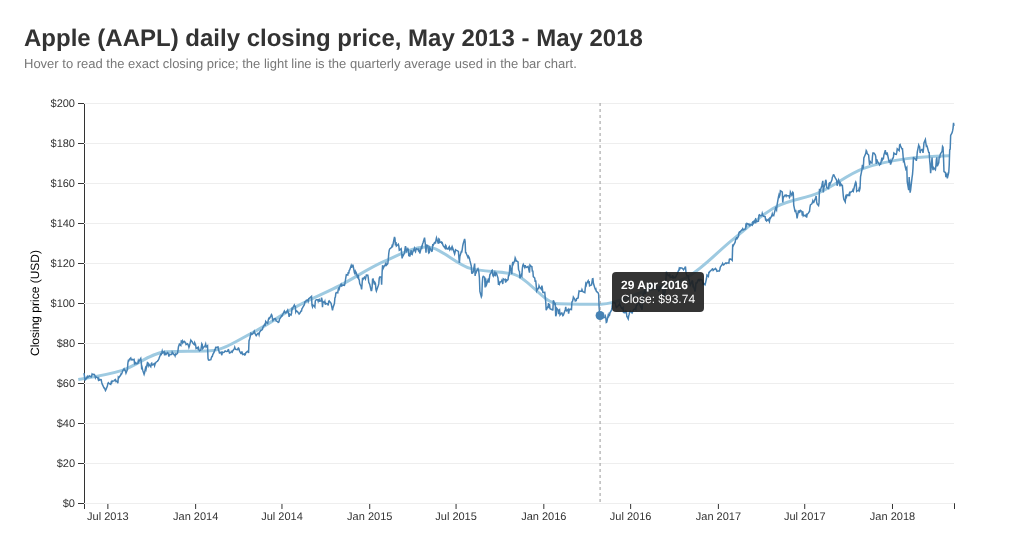 Apple (AAPL) daily closing price, May 2013 - May 2018
Hover to read the exact closing price; the light line is the quarterly average used in the bar chart.
Closing price (USD)
$200
$180
$160
$140
$120
$100
$80
$60
$40
$20
$0
29 Apr 2016
Close: $93.74
Jul 2013
Jan 2014
Jul 2014
Jan 2015
Jul 2015
Jan 2016
Jul 2016
Jan 2017
Jul 2017
Jan 2018